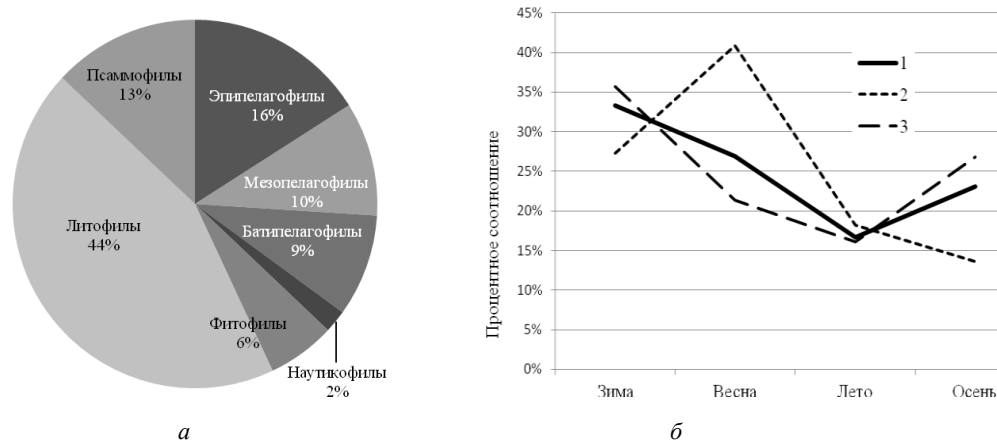 Псаммофилы
13%
Эпипелагофилы
16%
Мезопелагофилы
10%
Батипелагофилы
9%
Литофилы
44%
Фитофилы
6%
Наутикофилы
2%
а
Процентное соотношение
45%
40%
35%
30%
25%
20%
15%
10%
5%
0%
1
2
3
Зима Весна Лето Осень
б